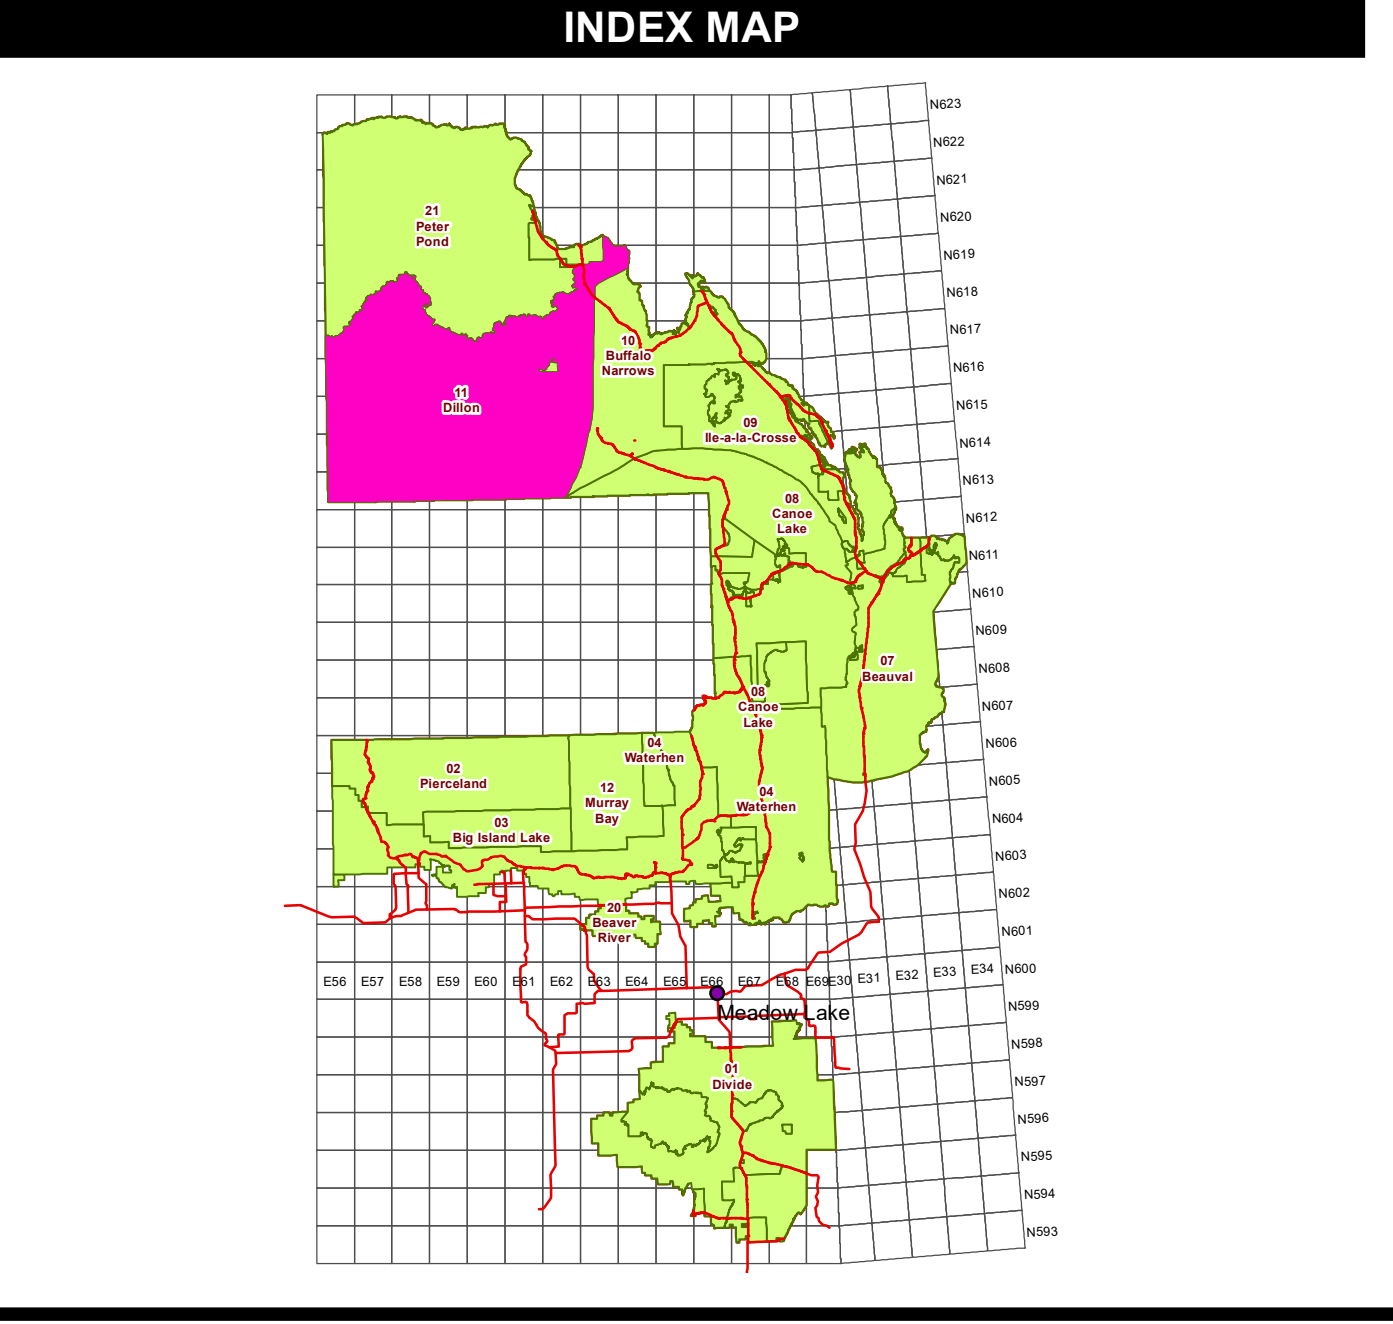 INDEX MAP
N623
N622
N621
N620
N619
N618
N617
N616
N615
N614
N613
N612
N611
N610
N609
N608
N607
N606
N605
N604
N603
N602
N601
N600
N599
N598
N597
N596
N595
N594
N593
21
Peter
Pond
10
Buffalo
Narrows
11
Dillon
09
Ile-a-la-Crosse
08
Canoe
Lake
07
Beauval
08
Canoe
Lake
04
Waterhen
02
Pierceland
12
Murray
Bay
04
Waterhen
03
Big Island Lake
20
Beaver
River
E56 E57 E58 E59 E60 E61 E62 E63 E64 E65 E66 E67 E68 E69 E30 E31 E32 E33 E34
Meadow Lake
01
Divide